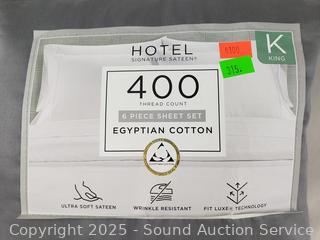 HOTEL
SIGNATURE SATEEN®
400
THREAD COUNT
6 PIECE SHEET SET
EGYPTIAN COTTON
K
KING
315
ULTRA SOFT SATEEN
WRINKLE RESISTANT
FIT LUXE® TECHNOLOGY
Copyright 2025 - Sound Auction Service